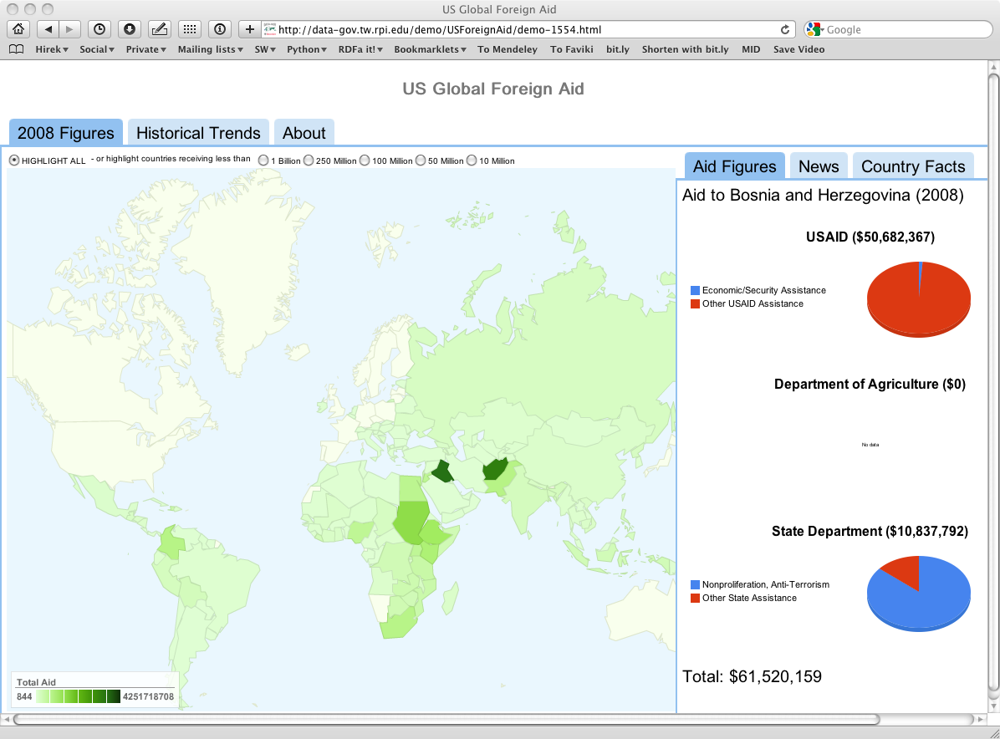 US Global Foreign Aid
http://data-gov.tw.rpi.edu/demo/USForeignAid/demo-1554.html
Google
Hirek▾ Social▾ Private▾ Mailing lists▾ SW▾ Python▾ RDFa it!▾ Bookmarklets▾ To Mendeley To Faviki bit.ly Shorten with bit.ly MID Save Video
US Global Foreign Aid
2008 Figures Historical Trends About
HIGHLIGHT ALL - or highlight countries receiving less than 1 Billion 250 Million 100 Million 50 Million 10 Million
Aid Figures News Country Facts
Aid to Bosnia and Herzegovina (2008)
USAID ($50,682,367)
Economic/Security Assistance
Other USAID Assistance
Department of Agriculture ($0)
No data
State Department ($10,837,792)
Nonproliferation, Anti-Terrorism
Other State Assistance
Total: $61,520,159
Total Aid
844 4251718708